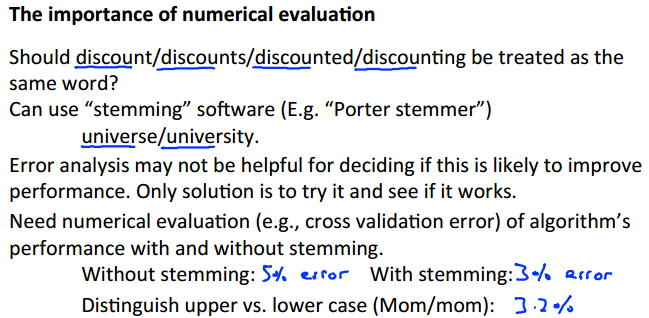 The importance of numerical evaluation
Should discount/discounts/discounted/discounting be treated as the
same word?
Can use “stemming” software (E.g. “Porter stemmer”)
universe/university.
Error analysis may not be helpful for deciding if this is likely to improve
performance. Only solution is to try it and see if it works.
Need numerical evaluation (e.g., cross validation error) of algorithm’s
performance with and without stemming.
Without stemming: 5% error With stemming: 3% error
Distinguish upper vs. lower case (Mom/mom): 3.2%